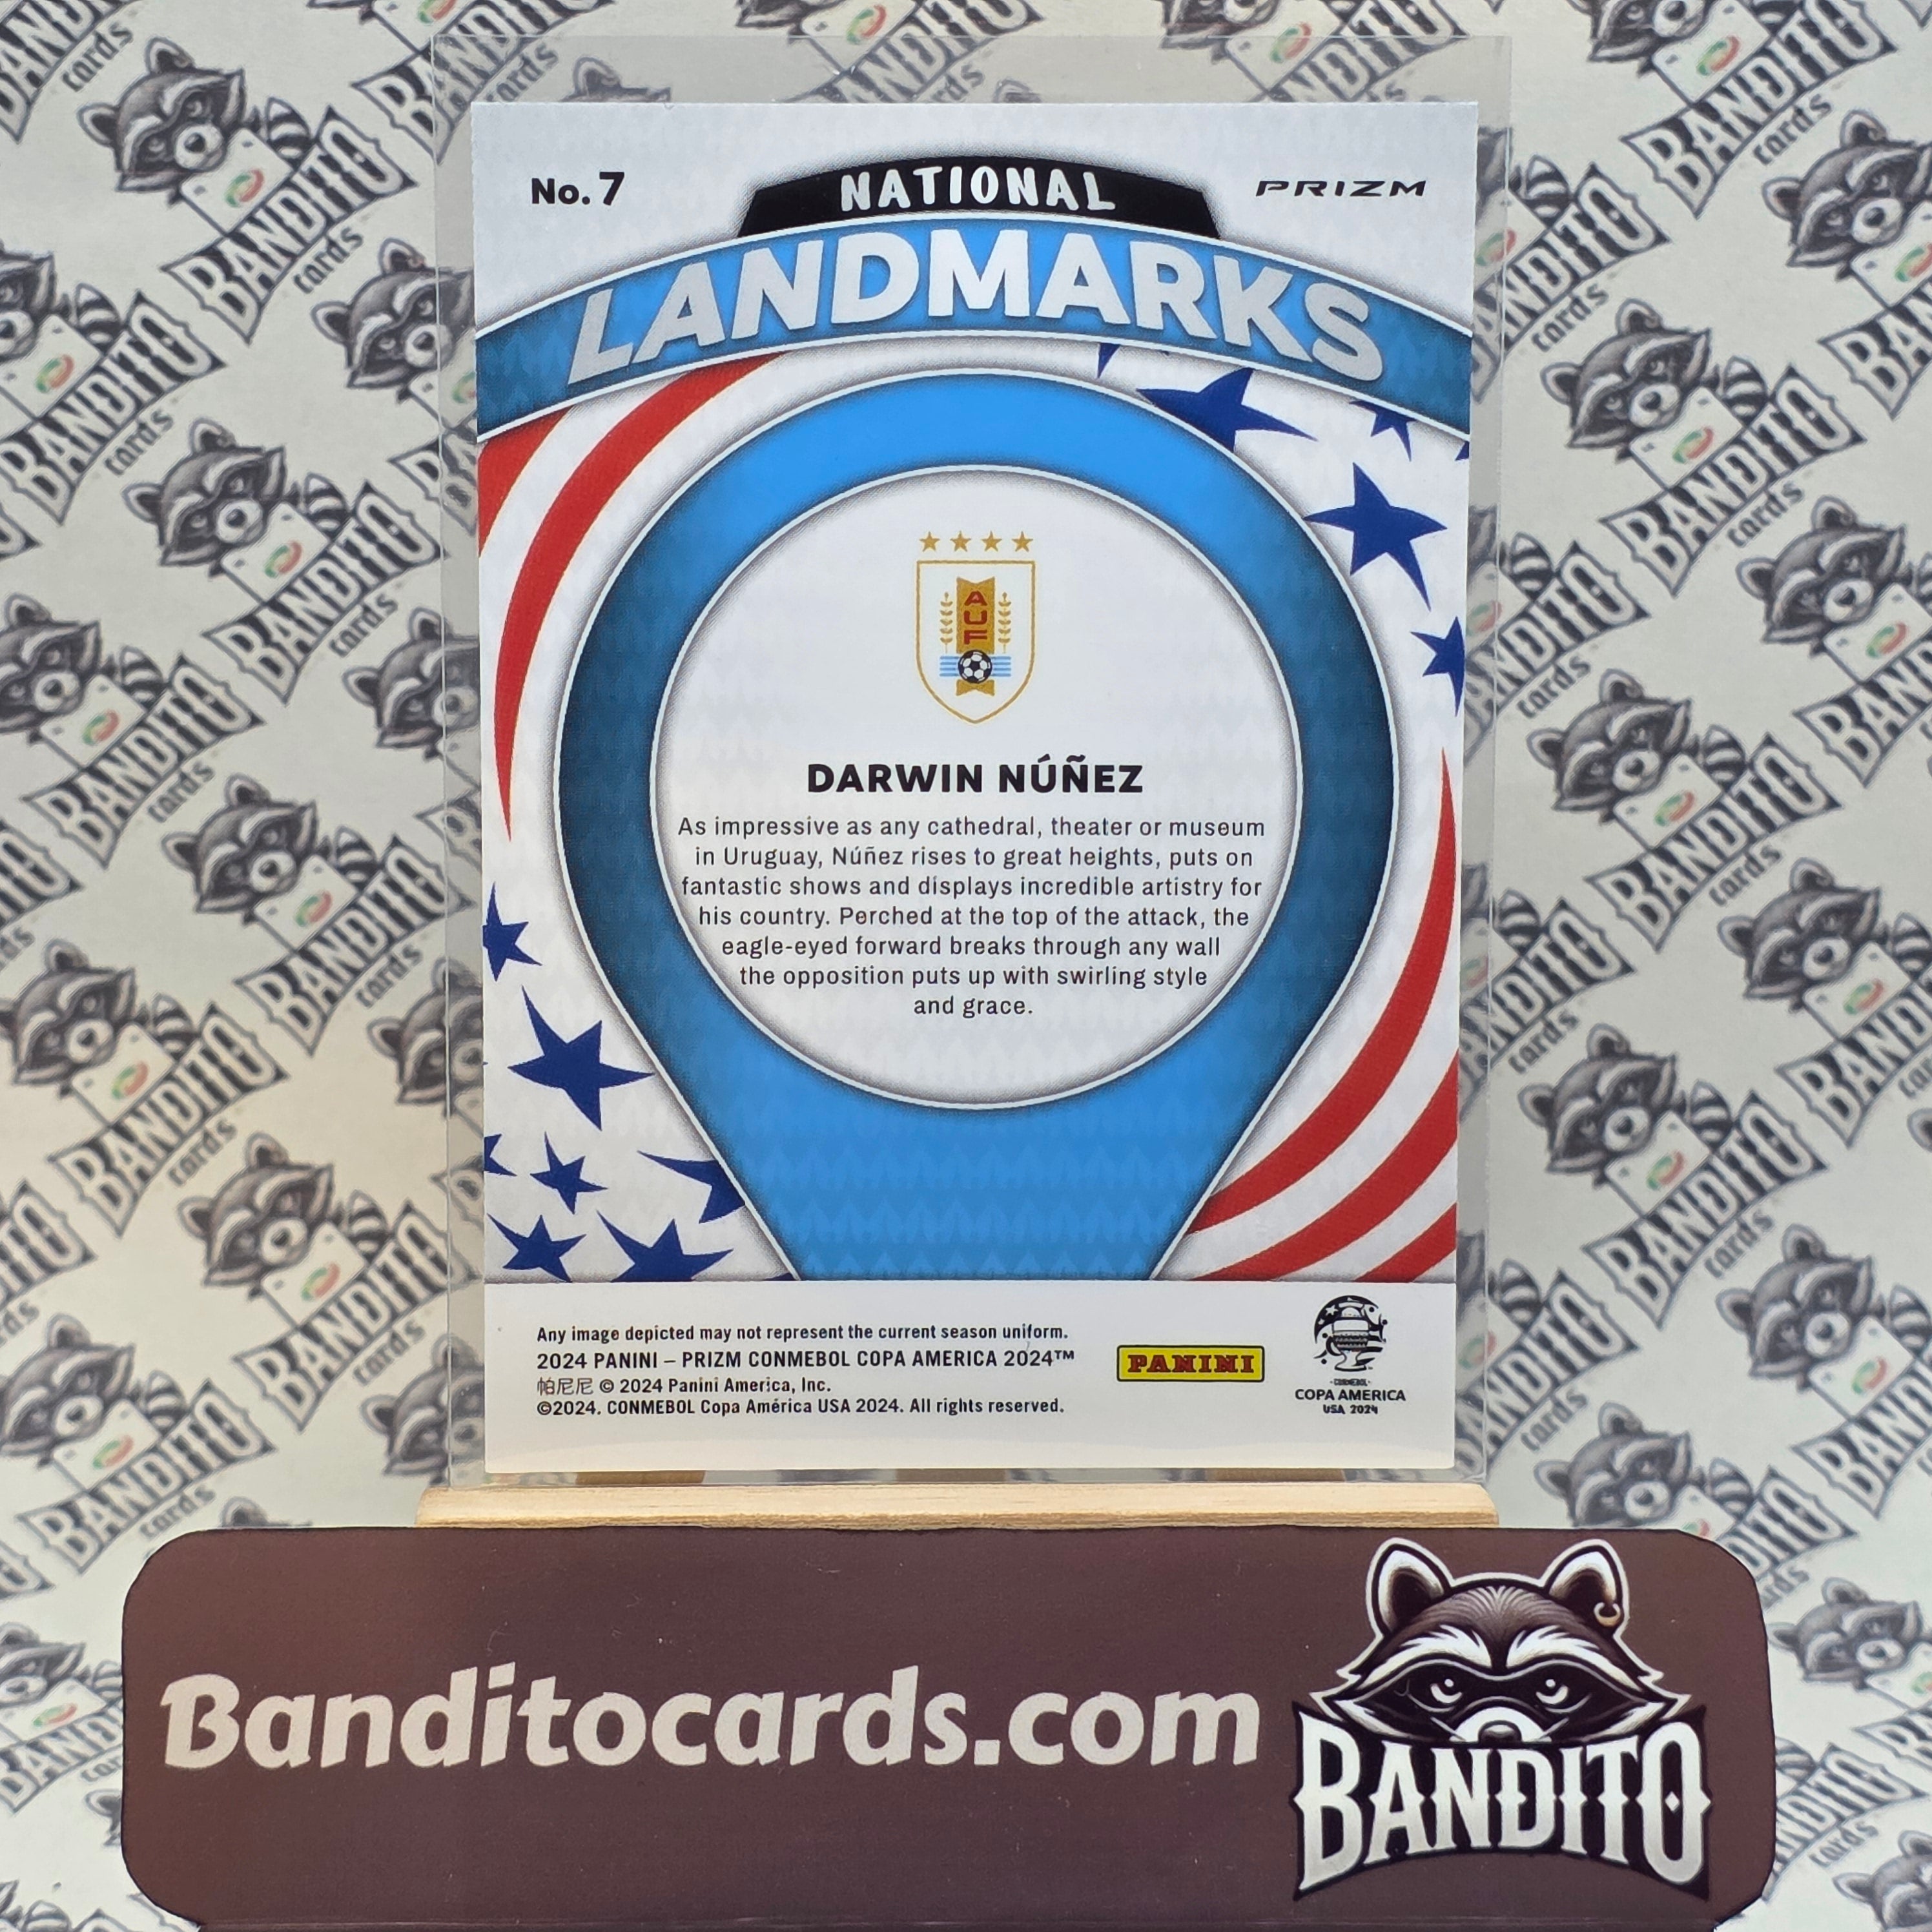 No. 7
NATIONAL
PRIZM
LANDMARKS
AUF
DARWIN NÚÑEZ
As impressive as any cathedral, theater or museum
in Uruguay, Núñez rises to great heights, puts on
fantastic shows and displays incredible artistry for
his country. Perched at the top of the attack, the
eagle-eyed forward breaks through any wall
the opposition puts up with swirling style
and grace.
Any image depicted may not represent the current season uniform.
2024 PANINI – PRIZM CONMEBOL COPA AMERICA 2024™
帕尼尼 © 2024 Panini America, Inc.
©2024. CONMEBOL Copa América USA 2024. All rights reserved.
PANINI
CONMEBOL
COPA AMERICA
USA 2024
Banditocards.com
BANDITO
BANDITO
cards